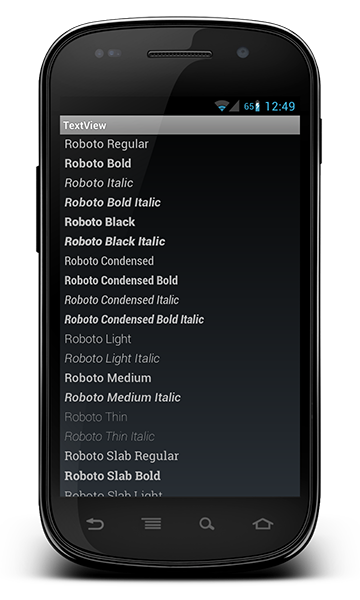 65 12:49
TextView
Roboto Regular
Roboto Bold
Roboto Italic
Roboto Bold Italic
Roboto Black
Roboto Black Italic
Roboto Condensed
Roboto Condensed Bold
Roboto Condensed Italic
Roboto Condensed Bold Italic
Roboto Light
Roboto Light Italic
Roboto Medium
Roboto Medium Italic
Roboto Thin
Roboto Thin Italic
Roboto Slab Regular
Roboto Slab Bold
Roboto Slab Light